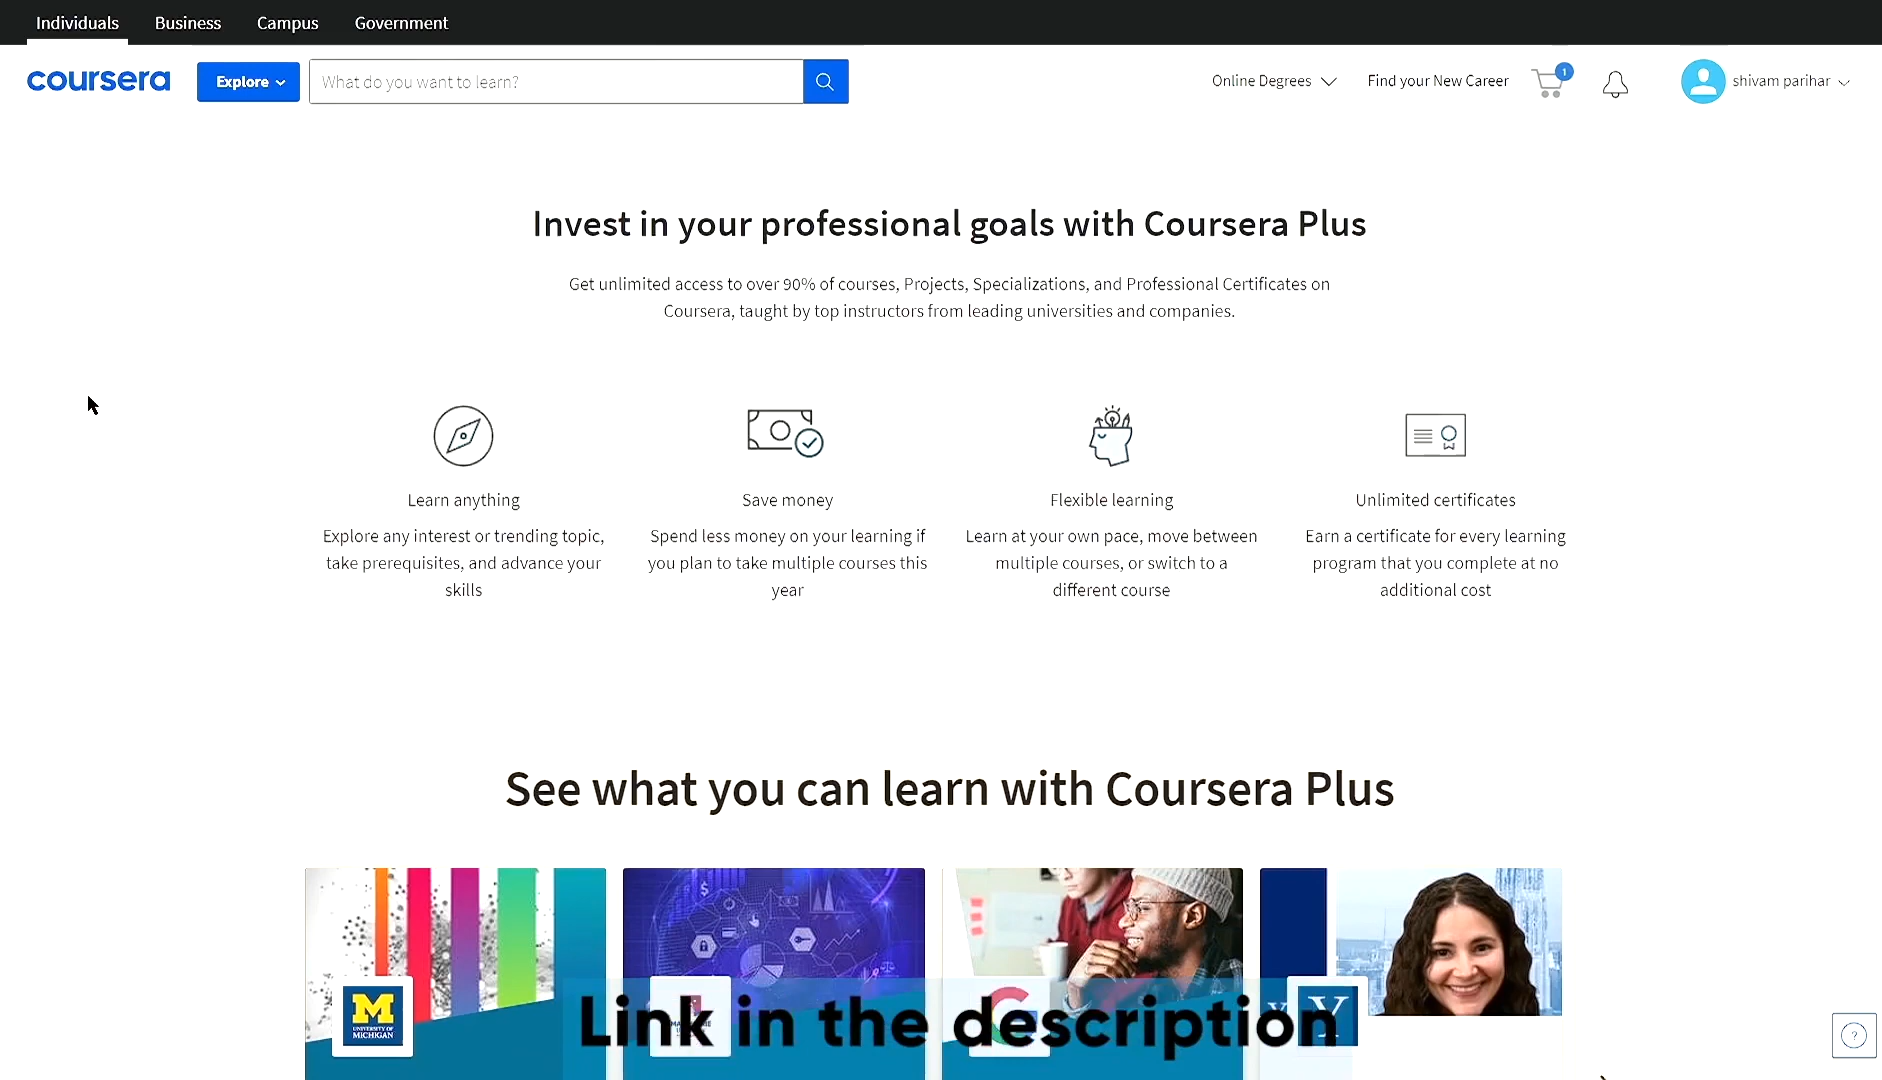 Individuals Business Campus Government
coursera Explore What do you want to learn? Online Degrees Find your New Career 1 shivam parihar
Invest in your professional goals with Coursera Plus
Get unlimited access to over 90% of courses, Projects, Specializations, and Professional Certificates on
Coursera, taught by top instructors from leading universities and companies.
Learn anything
Explore any interest or trending topic,
take prerequisites, and advance your
skills
Save money
Spend less money on your learning if
you plan to take multiple courses this
year
Flexible learning
Learn at your own pace, move between
multiple courses, or switch to a
different course
Unlimited certificates
Earn a certificate for every learning
program that you complete at no
additional cost
See what you can learn with Coursera Plus
M
UNIVERSITY OF
MICHIGAN
G
Y
Link in the description
?